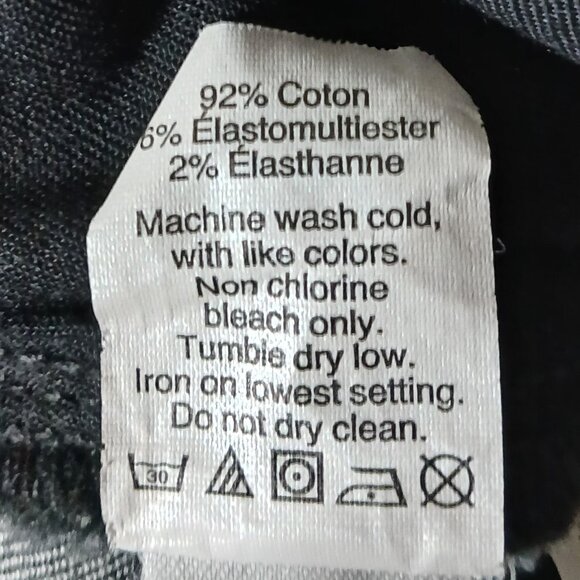 92% Coton
6% Élastomultiester
2% Élasthanne
Machine wash cold,
with like colors.
Non chlorine
bleach only.
Tumble dry low.
Iron on lowest setting.
Do not dry clean.
30